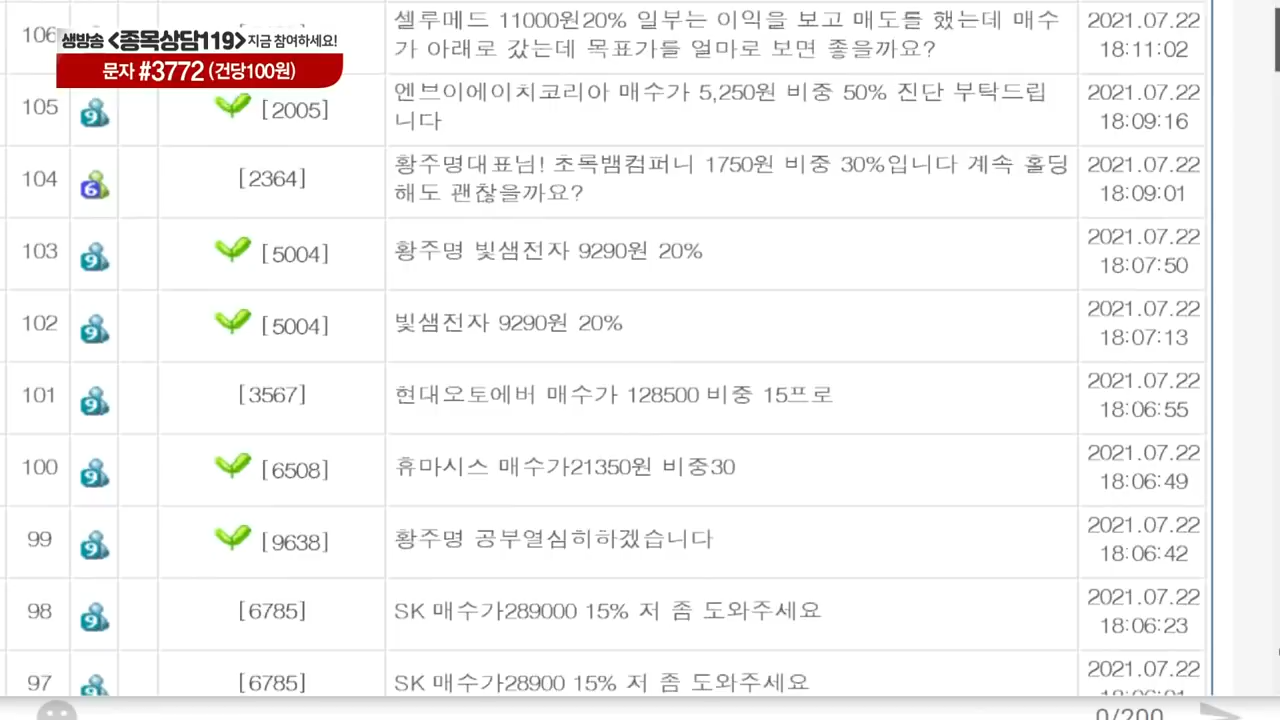 생방송 <종목상담119> 지금 참여하세요!
문자 #3772 (건당100원)
106 셀루메드 11000원20% 일부는 이익을 보고 매도를 했는데 매수 2021.07.22
가 아래로 갔는데 목표가를 얼마로 보면 좋을까요? 18:11:02
105 9 [2005] 엔브이에이치코리아 매수가 5,250원 비중 50% 진단 부탁드립 2021.07.22
니다 18:09:16
104 6 [2364] 황주명대표님! 초록뱀컴퍼니 1750원 비중 30%입니다 계속 홀딩 2021.07.22
해도 괜찮을까요? 18:09:01
103 9 [5004] 황주명 빛샘전자 9290원 20% 2021.07.22
18:07:50
102 9 [5004] 빛샘전자 9290원 20% 2021.07.22
18:07:13
101 9 [3567] 현대오토에버 매수가 128500 비중 15프로 2021.07.22
18:06:55
100 9 [6508] 휴마시스 매수가21350원 비중30 2021.07.22
18:06:49
99 9 [9638] 황주명 공부열심히하겠습니다 2021.07.22
18:06:42
98 9 [6785] SK 매수가289000 15% 저 좀 도와주세요 2021.07.22
18:06:23
97 9 [6785] SK 매수가28900 15% 저 좀 도와주세요 2021.07.22
18:06:01
0/200